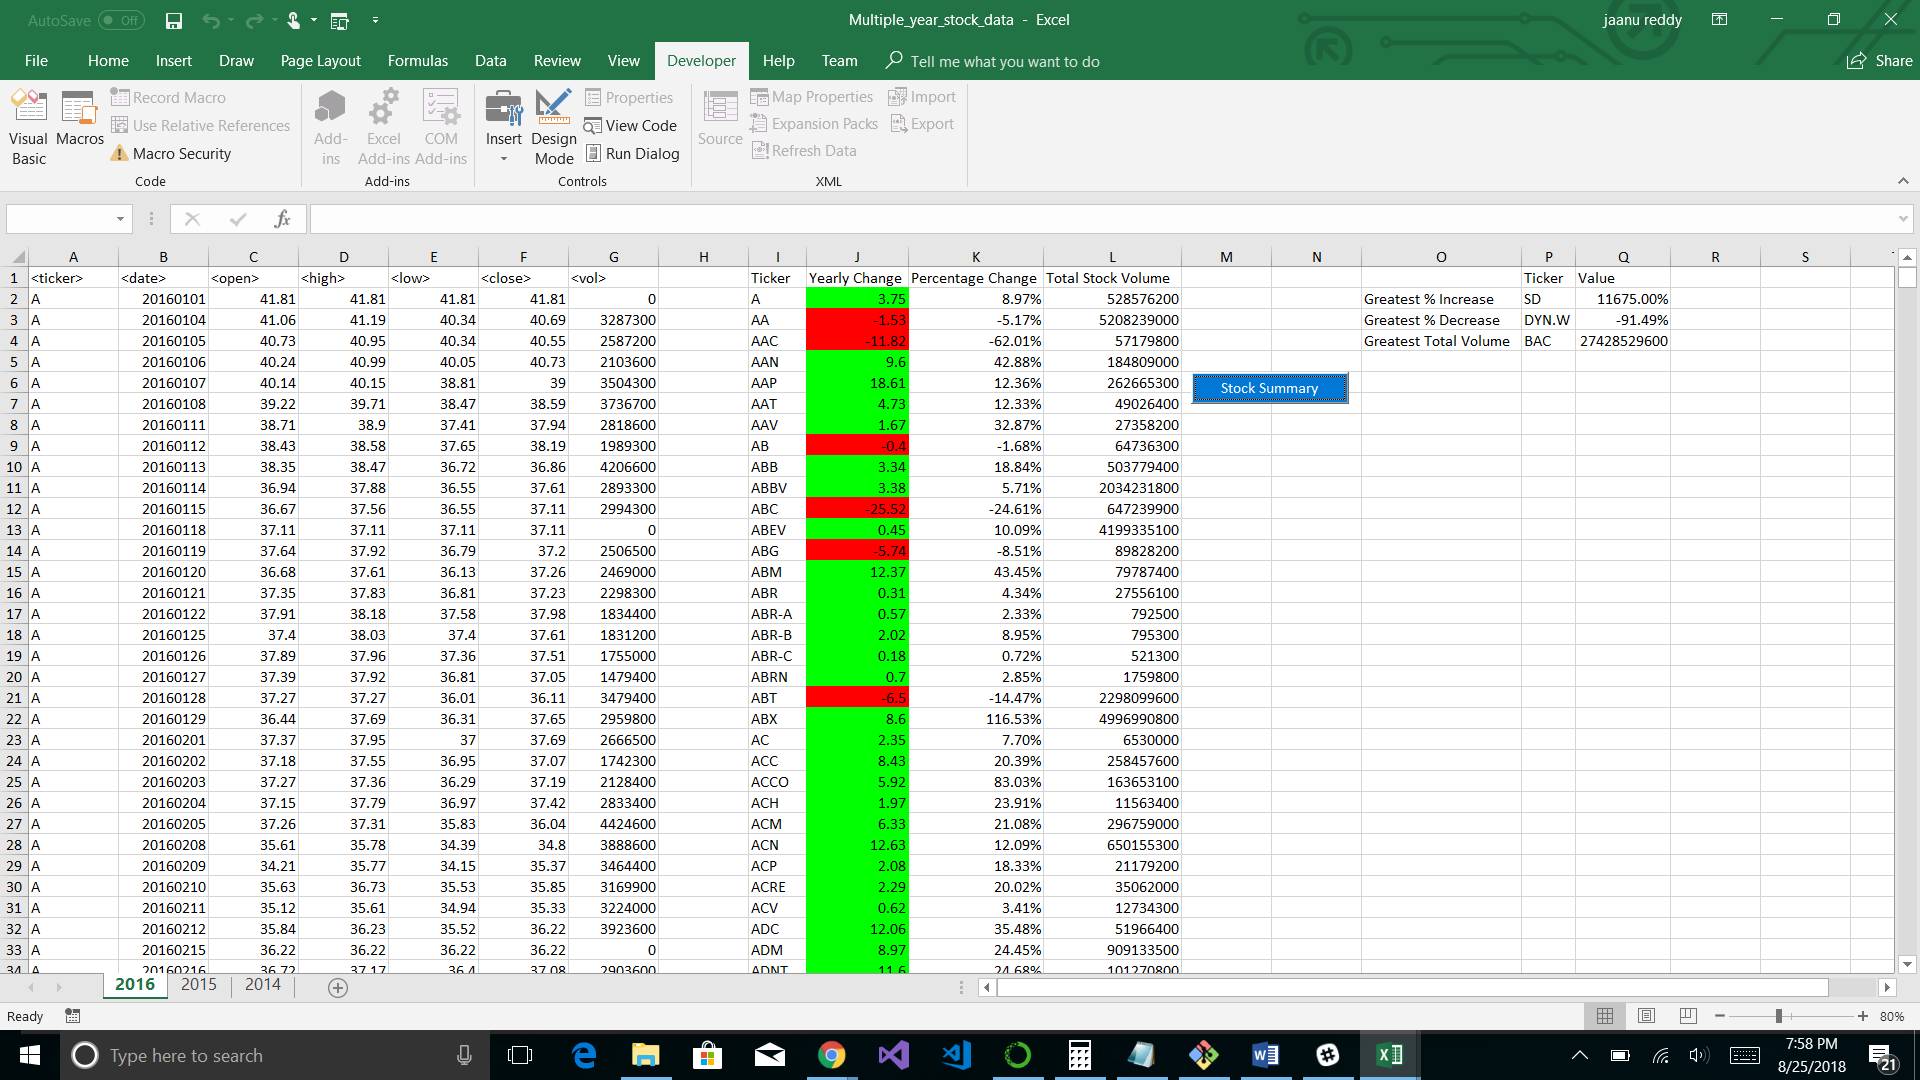 AutoSave Off
Multiple_year_stock_data - Excel
jaanu reddy
File Home Insert Draw Page Layout Formulas Data Review View Developer Help Team Tell me what you want to do Share
Visual Basic
Macros
Record Macro
Use Relative References
Macro Security
Code
Add-ins
Excel Add-ins
COM Add-ins
Add-ins
Insert
Design Mode
Properties
View Code
Run Dialog
Controls
Source
Map Properties
Expansion Packs
Refresh Data
Import
Export
XML
fx
A B C D E F G H I J K L M N O P Q R S
1 <ticker> <date> <open> <high> <low> <close> <vol> Ticker Yearly Change Percentage Change Total Stock Volume Ticker Value
2 A 20160101 41.81 41.81 41.81 41.81 0 A 3.75 8.97% 528576200 Greatest % Increase SD 11675.00%
3 A 20160104 41.06 41.19 40.34 40.69 3287300 AA -1.53 -5.17% 5208239000 Greatest % Decrease DYN.W -91.49%
4 A 20160105 40.73 40.95 40.34 40.55 2587200 AAC -11.82 -62.01% 57179800 Greatest Total Volume BAC 27428529600
5 A 20160106 40.24 40.99 40.05 40.73 2103600 AAN 9.6 42.88% 184809000
6 A 20160107 40.14 40.15 38.81 39 3504300 AAP 18.61 12.36% 262665300
Stock Summary
7 A 20160108 39.22 39.71 38.47 38.59 3736700 AAT 4.73 12.33% 49026400
8 A 20160111 38.71 38.9 37.41 37.94 2818600 AAV 1.67 32.87% 27358200
9 A 20160112 38.43 38.58 37.65 38.19 1989300 AB -0.4 -1.68% 64736300
10 A 20160113 38.35 38.47 36.72 36.86 4206600 ABB 3.34 18.84% 503779400
11 A 20160114 36.94 37.88 36.55 37.61 2893300 ABBV 3.38 5.71% 2034231800
12 A 20160115 36.67 37.56 36.55 37.11 2994300 ABC -25.52 -24.61% 647239900
13 A 20160118 37.11 37.11 37.11 37.11 0 ABEV 0.45 10.09% 4199335100
14 A 20160119 37.64 37.92 36.79 37.2 2506500 ABG -5.74 -8.51% 89828200
15 A 20160120 36.68 37.61 36.13 37.26 2469000 ABM 12.37 43.45% 79787400
16 A 20160121 37.35 37.83 36.81 37.23 2298300 ABR 0.31 4.34% 27556100
17 A 20160122 37.91 38.18 37.58 37.98 1834400 ABR-A 0.57 2.33% 792500
18 A 20160125 37.4 38.03 37.4 37.61 1831200 ABR-B 2.02 8.95% 795300
19 A 20160126 37.89 37.96 37.36 37.51 1755000 ABR-C 0.18 0.72% 521300
20 A 20160127 37.39 37.92 36.81 37.05 1479400 ABRN 0.7 2.85% 1759800
21 A 20160128 37.27 37.27 36.01 36.11 3479400 ABT -6.5 -14.47% 2298099600
22 A 20160129 36.44 37.69 36.31 37.65 2959800 ABX 8.6 116.53% 4996990800
23 A 20160201 37.37 37.95 37 37.69 2666500 AC 2.35 7.70% 6530000
24 A 20160202 37.18 37.55 36.95 37.07 1742300 ACC 8.43 20.39% 258457600
25 A 20160203 37.27 37.36 36.29 37.19 2128400 ACCO 5.92 83.03% 163653100
26 A 20160204 37.15 37.79 36.97 37.42 2833400 ACH 1.97 23.91% 11563400
27 A 20160205 37.26 37.31 35.83 36.04 4424600 ACM 6.33 21.08% 296759000
28 A 20160208 35.61 35.78 34.39 34.8 3888600 ACN 12.63 12.09% 650155300
29 A 20160209 34.21 35.77 34.15 35.37 3464400 ACP 2.08 18.33% 21179200
30 A 20160210 35.63 36.73 35.53 35.85 3169900 ACRE 2.29 20.02% 35062000
31 A 20160211 35.12 35.61 34.94 35.33 3224000 ACV 0.62 3.41% 12734300
32 A 20160212 35.84 36.23 35.52 36.22 3923600 ADC 12.06 35.48% 51966400
33 A 20160215 36.22 36.22 36.22 36.22 0 ADM 8.97 24.45% 909133500
34 A 20160216 36.72 37.17 36.4 37.08 2903600 ADNT 11.6 24.68% 101270800
2016 2015 2014
Ready
80%
Type here to search
7:58 PM
8/25/2018
21